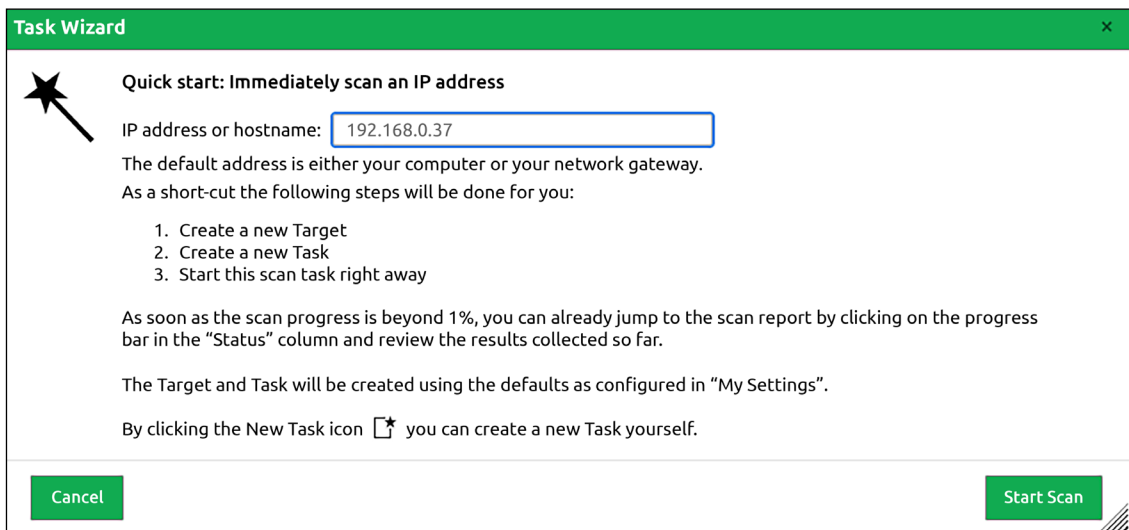 Task Wizard ×
Quick start: Immediately scan an IP address
IP address or hostname: 192.168.0.37
The default address is either your computer or your network gateway.
As a short-cut the following steps will be done for you:
1. Create a new Target
2. Create a new Task
3. Start this scan task right away
As soon as the scan progress is beyond 1%, you can already jump to the scan report by clicking on the progress
bar in the “Status” column and review the results collected so far.
The Target and Task will be created using the defaults as configured in “My Settings”.
By clicking the New Task icon you can create a new Task yourself.
Cancel Start Scan